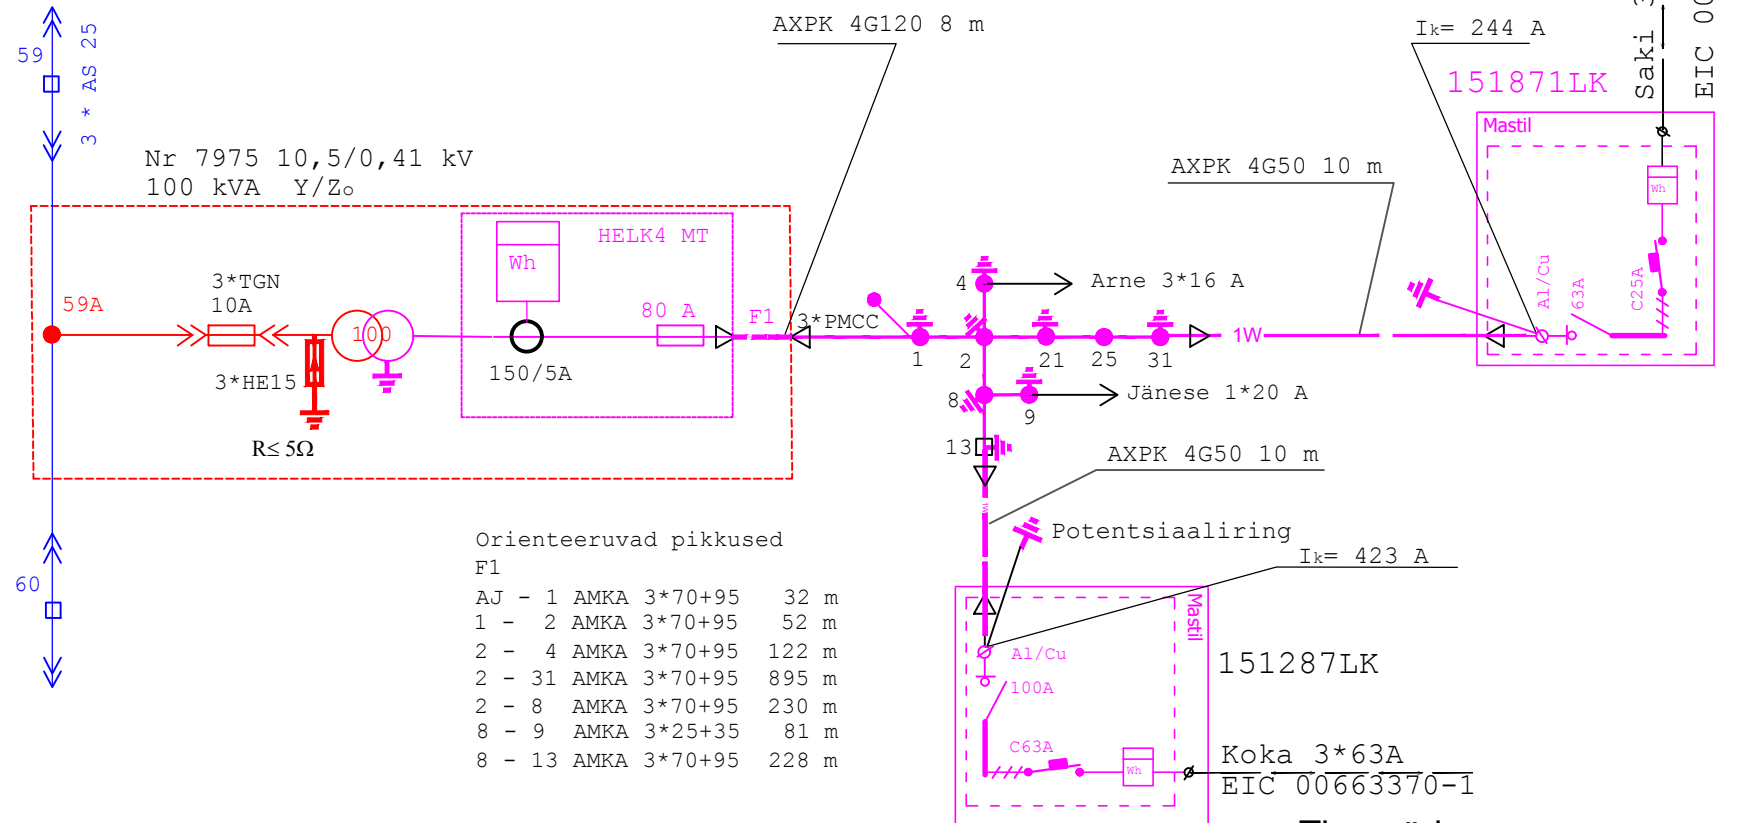 59
3 * AS 25
AXPK 4G120 8 m
Ik= 244 A
Saki
EIC 00
151871LK
Mastil
Nr 7975 10,5/0,41 kV
100 kVA Y/Zo
AXPK 4G50 10 m
Wh
HELK4 MT
Wh
3*TGN
10A
59A
100
80 A
F1
3*PMCC
4
Arne 3*16 A
Al/Cu
63A
C25A
1W
3*HE15
150/5A
1
2
21
25
31
R≤ 5Ω
8
9
Jänese 1*20 A
13
AXPK 4G50 10 m
Potentsiaaliring
Ik= 423 A
60
Orienteeruvad pikkused
F1
AJ - 1 AMKA 3*70+95 32 m
1 - 2 AMKA 3*70+95 52 m
2 - 4 AMKA 3*70+95 122 m
2 - 31 AMKA 3*70+95 895 m
2 - 8 AMKA 3*70+95 230 m
8 - 9 AMKA 3*25+35 81 m
8 - 13 AMKA 3*70+95 228 m
Mastil
Al/Cu
151287LK
100A
C63A
Wh
Koka 3*63A
EIC 00663370-1